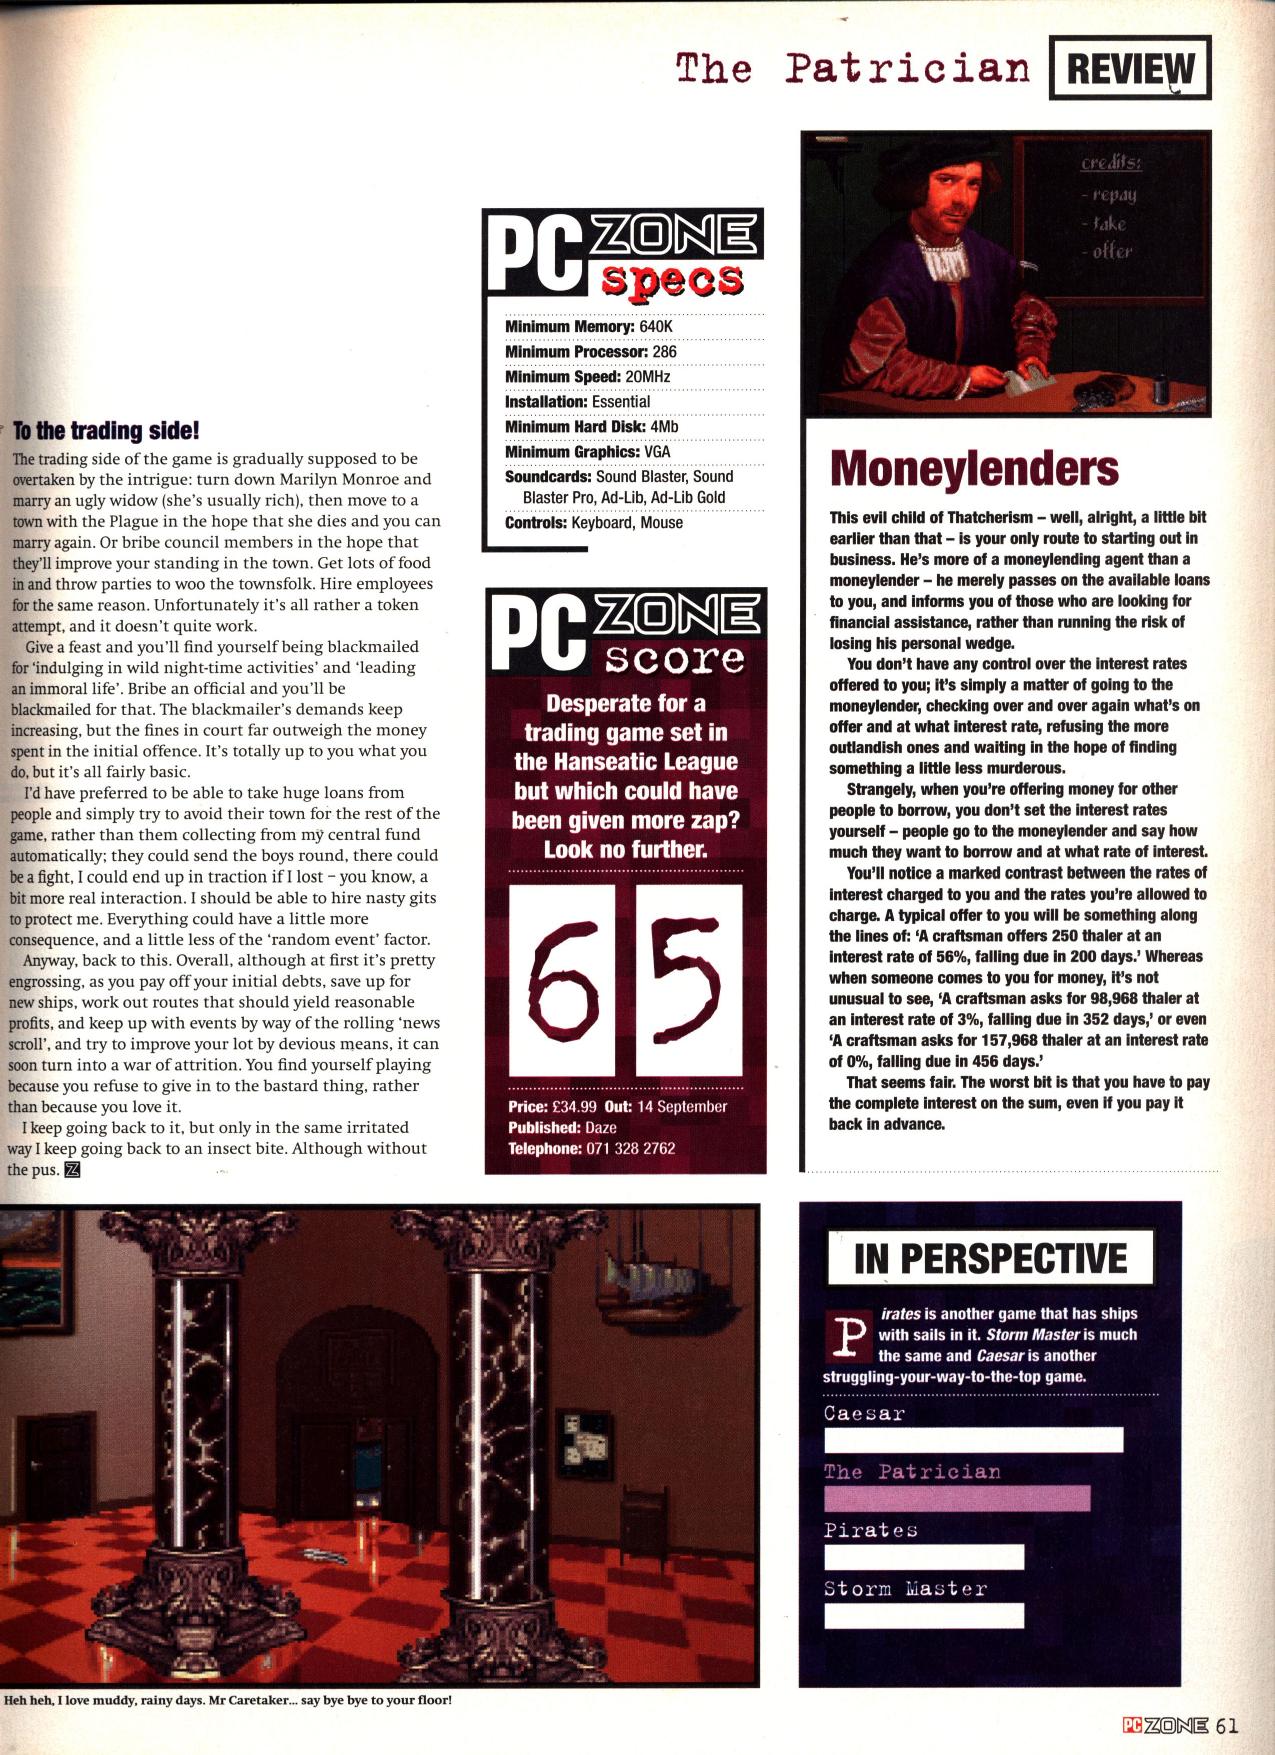 The Patrician REVIEW
To the trading side!
The trading side of the game is gradually supposed to be
overtaken by the intrigue: turn down Marilyn Monroe and
marry an ugly widow (she's usually rich), then move to a
town with the Plague in the hope that she dies and you can
marry again. Or bribe council members in the hope that
they'll improve your standing in the town. Get lots of food
in and throw parties to woo the townsfolk. Hire employees
for the same reason. Unfortunately it's all rather a token
attempt, and it doesn't quite work.
Give a feast and you'll find yourself being blackmailed
for 'indulging in wild night-time activities' and 'leading
an immoral life'. Bribe an official and you'll be
blackmailed for that. The blackmailer's demands keep
increasing, but the fines in court far outweigh the money
spent in the initial offence. It's totally up to you what you
do, but it's all fairly basic.
I'd have preferred to be able to take huge loans from
people and simply try to avoid their town for the rest of the
game, rather than them collecting from my central fund
automatically; they could send the boys round, there could
be a fight, I could end up in traction if I lost – you know, a
bit more real interaction. I should be able to hire nasty gits
to protect me. Everything could have a little more
consequence, and a little less of the 'random event' factor.
Anyway, back to this. Overall, although at first it's pretty
engrossing, as you pay off your initial debts, save up for
new ships, work out routes that should yield reasonable
profits, and keep up with events by way of the rolling 'news
scroll', and try to improve your lot by devious means, it can
soon turn into a war of attrition. You find yourself playing
because you refuse to give in to the bastard thing, rather
than because you love it.
I keep going back to it, but only in the same irritated
way I keep going back to an insect bite. Although without
the pus. Z
PC ZONE
specs
Minimum Memory: 640K
Minimum Processor: 286
Minimum Speed: 20MHz
Installation: Essential
Minimum Hard Disk: 4Mb
Minimum Graphics: VGA
Soundcards: Sound Blaster, Sound
Blaster Pro, Ad-Lib, Ad-Lib Gold
Controls: Keyboard, Mouse
PC ZONE
score
Desperate for a
trading game set in
the Hanseatic League
but which could have
been given more zap?
Look no further.
65
Price: £34.99 Out: 14 September
Published: Daze
Telephone: 071 328 2762
credits:
- repay
- take
- offer
Moneylenders
This evil child of Thatcherism – well, alright, a little bit
earlier than that – is your only route to starting out in
business. He's more of a moneylending agent than a
moneylender – he merely passes on the available loans
to you, and informs you of those who are looking for
financial assistance, rather than running the risk of
losing his personal wedge.
You don't have any control over the interest rates
offered to you; it's simply a matter of going to the
moneylender, checking over and over again what's on
offer and at what interest rate, refusing the more
outlandish ones and waiting in the hope of finding
something a little less murderous.
Strangely, when you're offering money for other
people to borrow, you don't set the interest rates
yourself – people go to the moneylender and say how
much they want to borrow and at what rate of interest.
You'll notice a marked contrast between the rates of
interest charged to you and the rates you're allowed to
charge. A typical offer to you will be something along
the lines of: 'A craftsman offers 250 thaler at an
interest rate of 56%, falling due in 200 days.' Whereas
when someone comes to you for money, it's not
unusual to see, 'A craftsman asks for 98,968 thaler at
an interest rate of 3%, falling due in 352 days,' or even
'A craftsman asks for 157,968 thaler at an interest rate
of 0%, falling due in 456 days.'
That seems fair. The worst bit is that you have to pay
the complete interest on the sum, even if you pay it
back in advance.
IN PERSPECTIVE
Pirates is another game that has ships
with sails in it. Storm Master is much
the same and Caesar is another
struggling-your-way-to-the-top game.
Caesar
The Patrician
Pirates
Storm Master
Heh heh, I love muddy, rainy days. Mr Caretaker... say bye bye to your floor!
PC ZONE 61